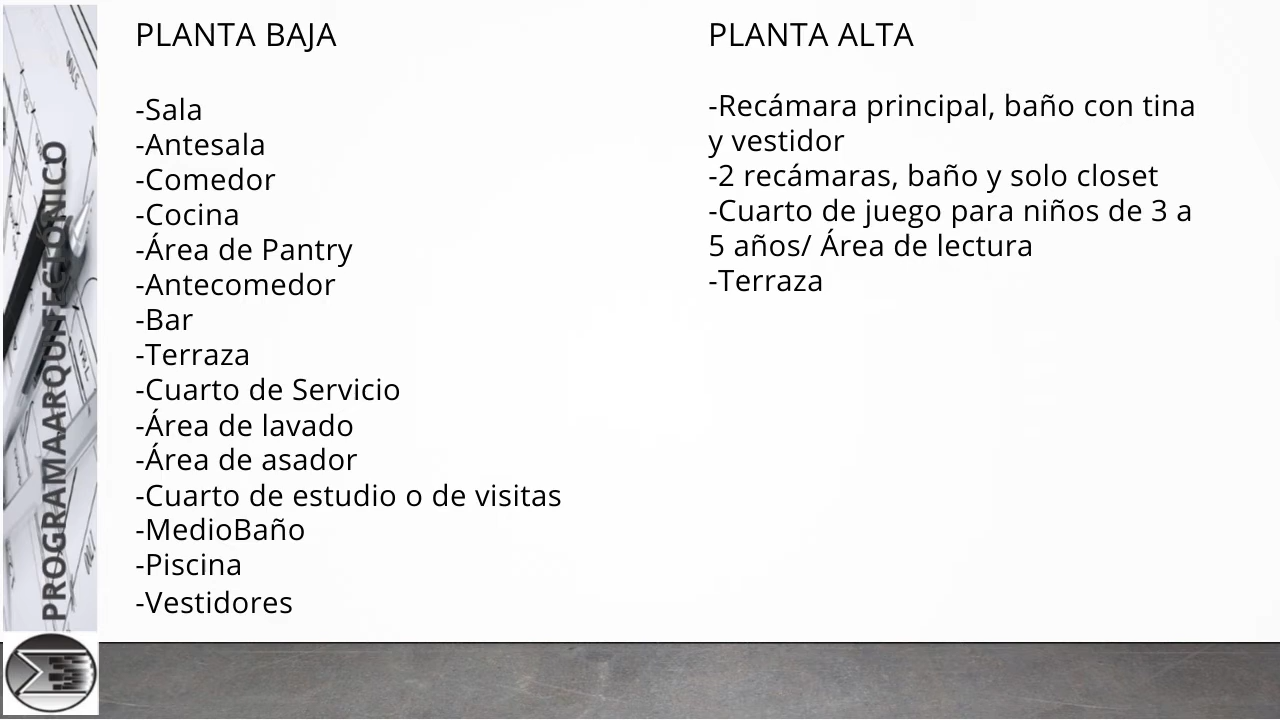 PROGRAMAARQUITECTONICO
PLANTA BAJA
-Sala
-Antesala
-Comedor
-Cocina
-Área de Pantry
-Antecomedor
-Bar
-Terraza
-Cuarto de Servicio
-Área de lavado
-Área de asador
-Cuarto de estudio o de visitas
-MedioBaño
-Piscina
-Vestidores
PLANTA ALTA
-Recámara principal, baño con tina
y vestidor
-2 recámaras, baño y solo closet
-Cuarto de juego para niños de 3 a
5 años/ Área de lectura
-Terraza